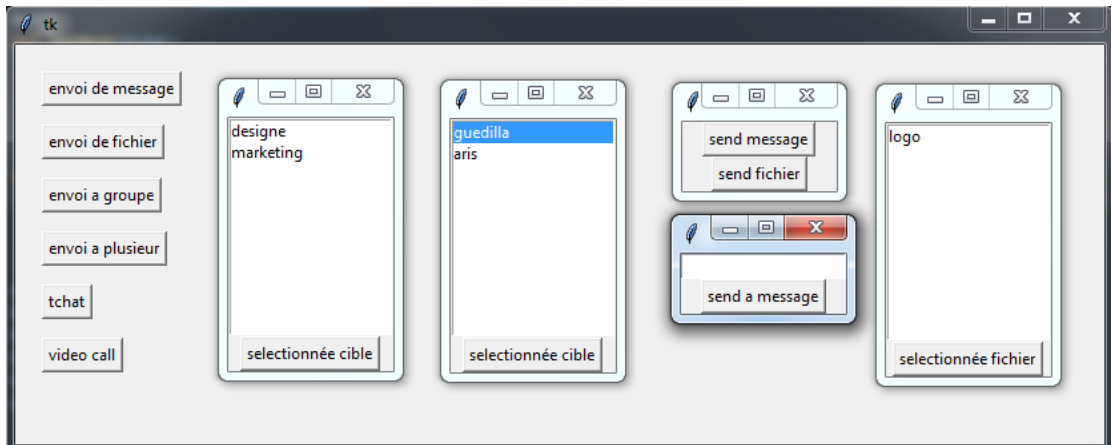 tk
envoi de message
envoi de fichier
envoi a groupe
envoi a plusieur
tchat
video call
designe
marketing
selectionnée cible
guedilla
aris
selectionnée cible
send message
send fichier
send a message
logo
selectionnée fichier